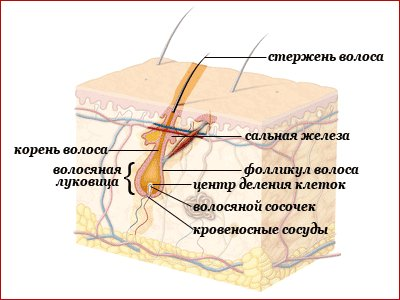 стержень волоса
сальная железа
корень волоса
волосяная
луковица
фолликул волоса
центр деления клеток
волосяной сосочек
кровеносные сосуды